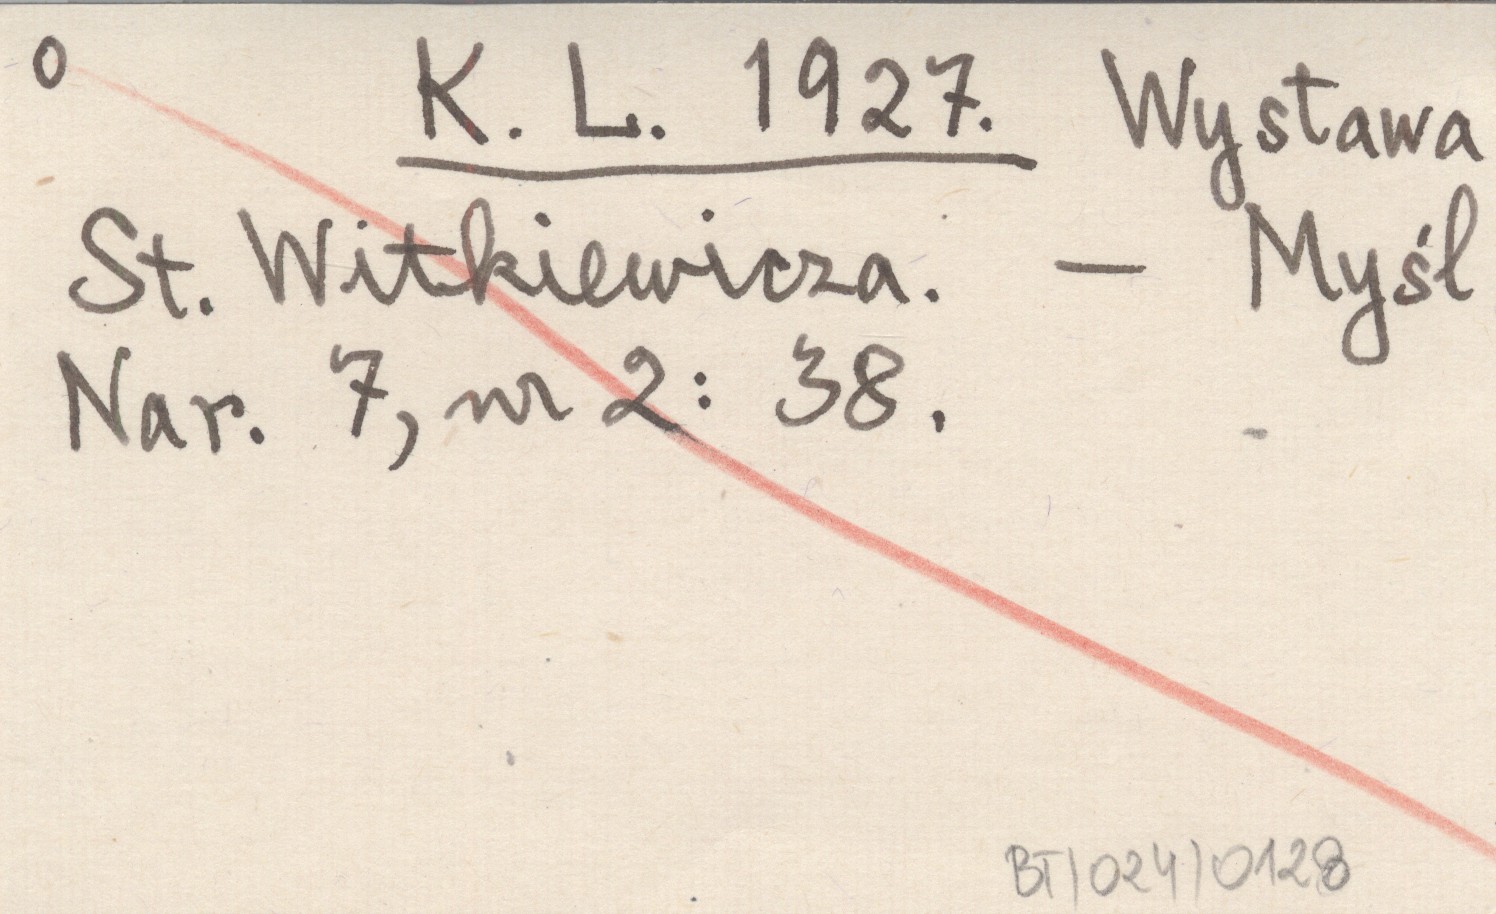 0 K. L. 1927. Wystawa
St. Witkiewicza. — Myśl
Nar. 7, nr 2: 38.
BT/024/0128